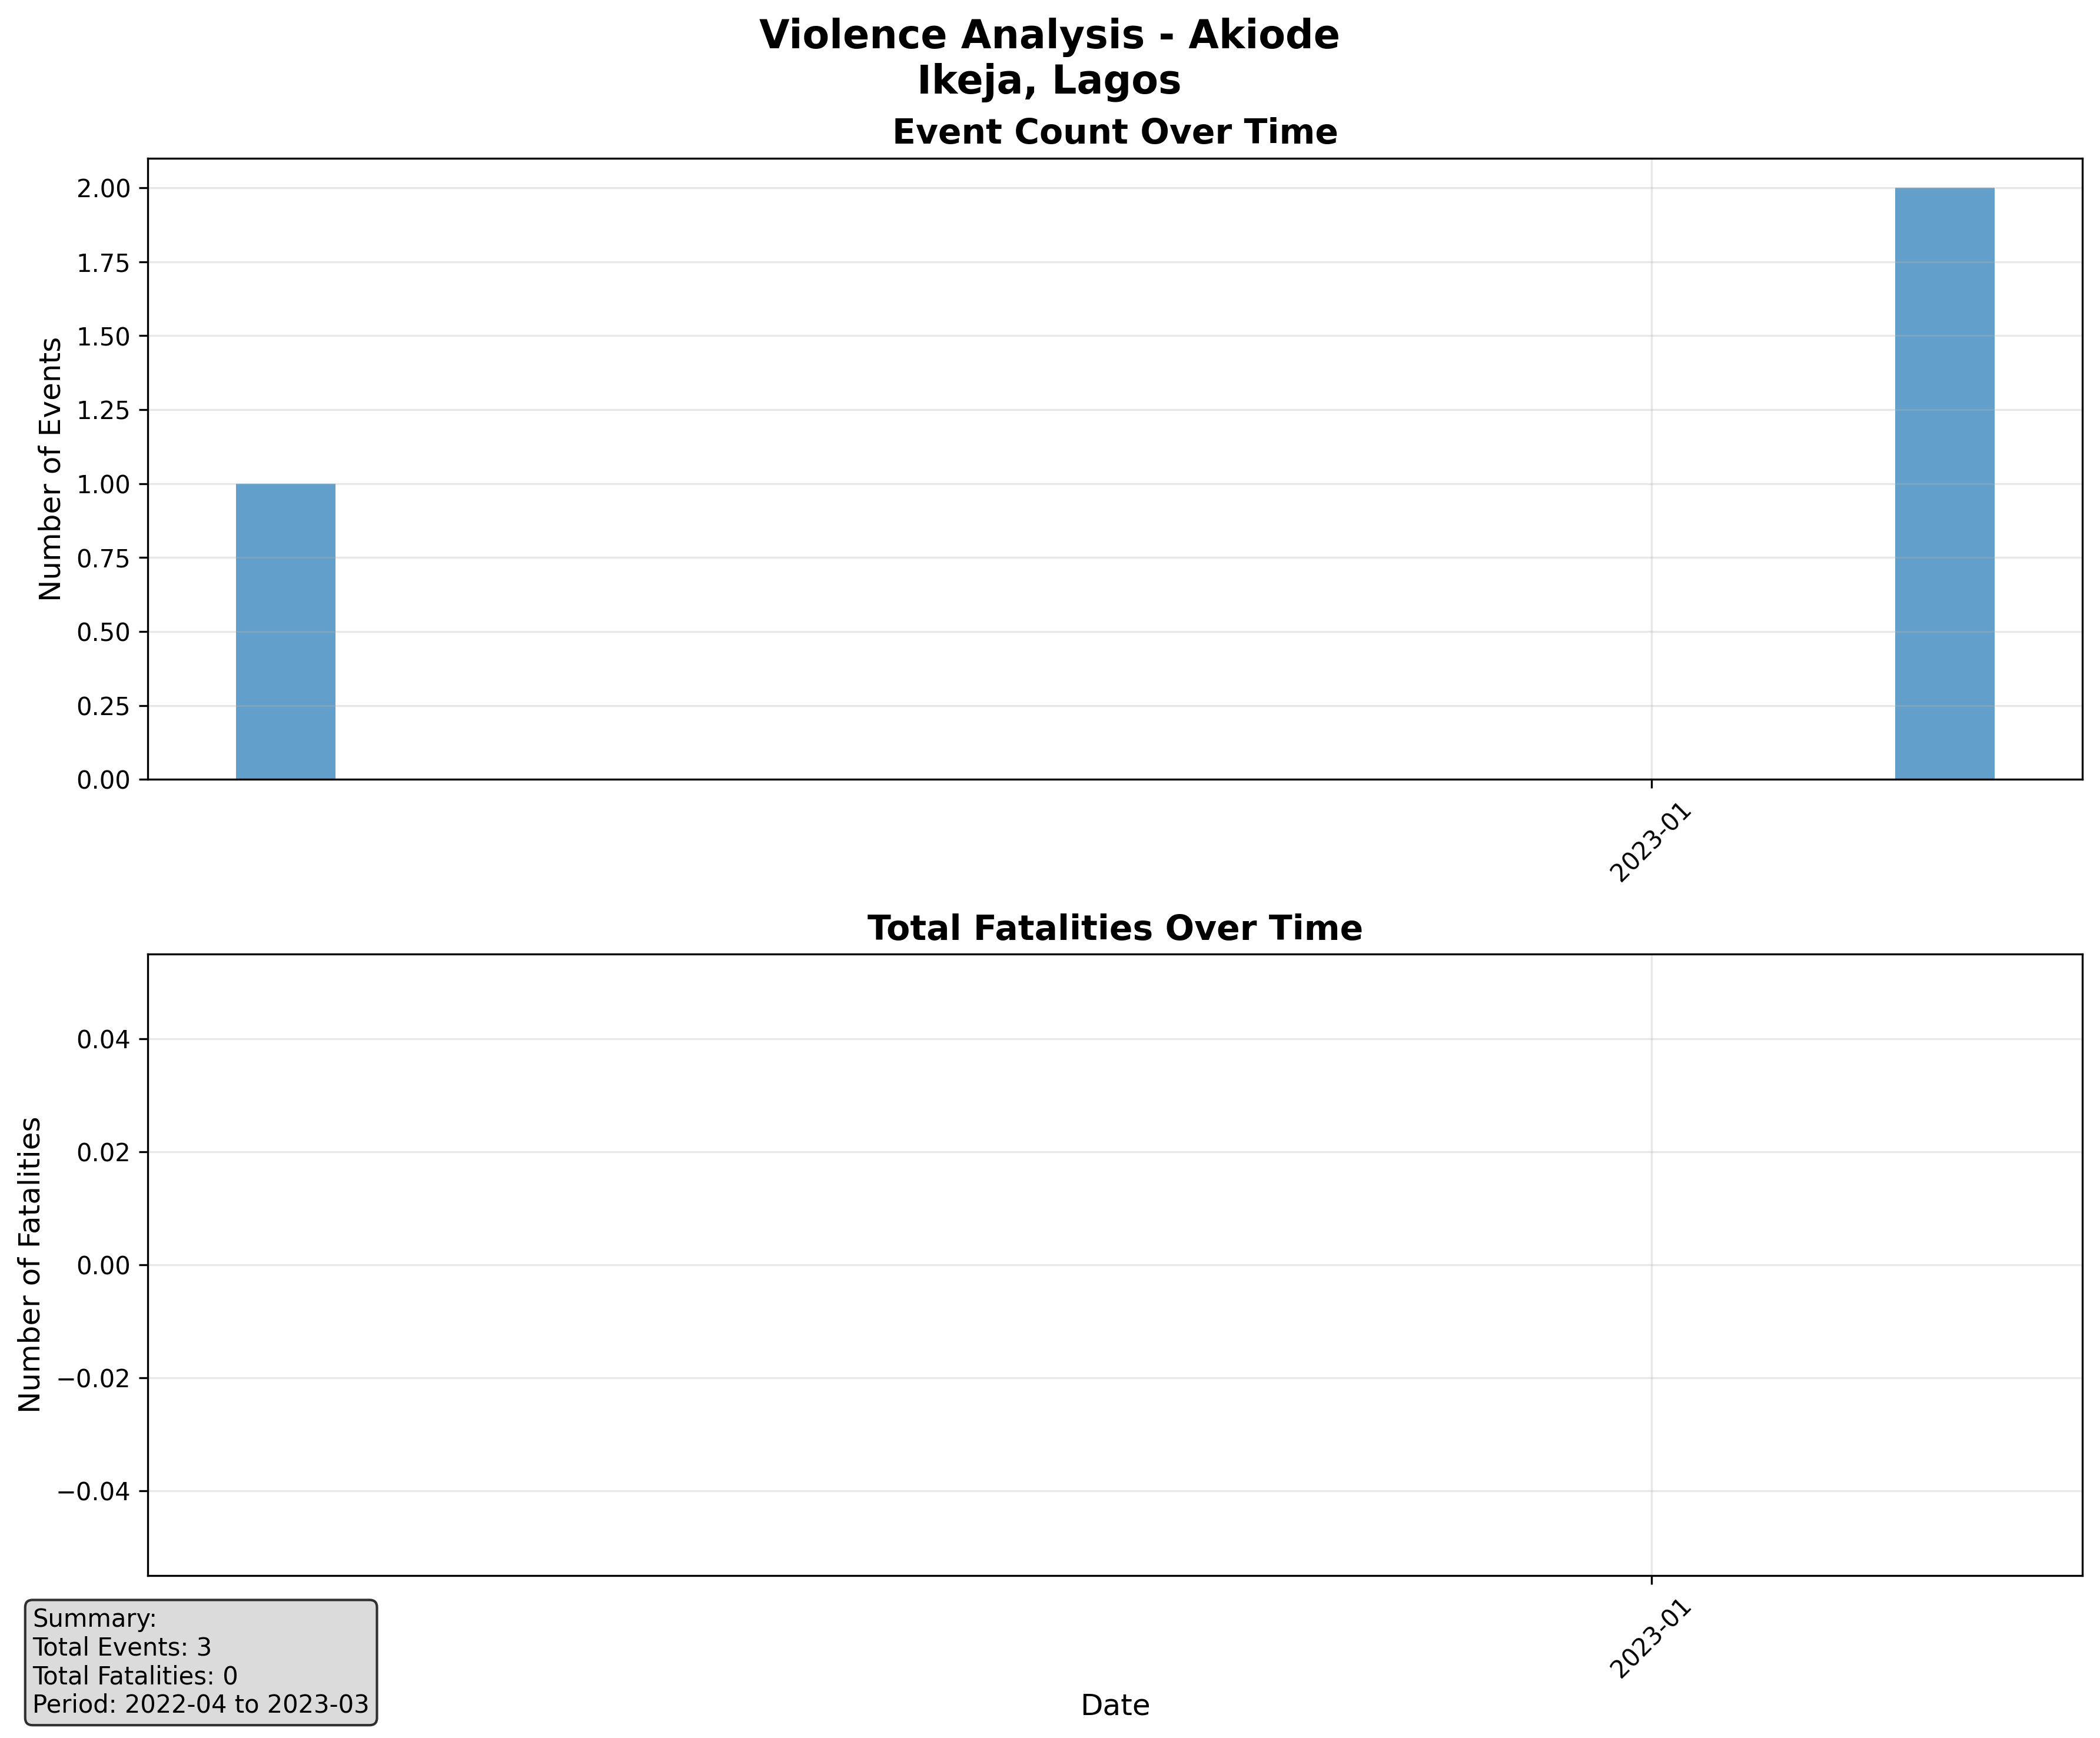 Violence Analysis - Akiode
Ikeja, Lagos
Event Count Over Time
Number of Events
2.00
1.75
1.50
1.25
1.00
0.75
0.50
0.25
0.00
2023-01
Total Fatalities Over Time
Number of Fatalities
0.04
0.02
0.00
−0.02
−0.04
2023-01
Date
Summary:
Total Events: 3
Total Fatalities: 0
Period: 2022-04 to 2023-03